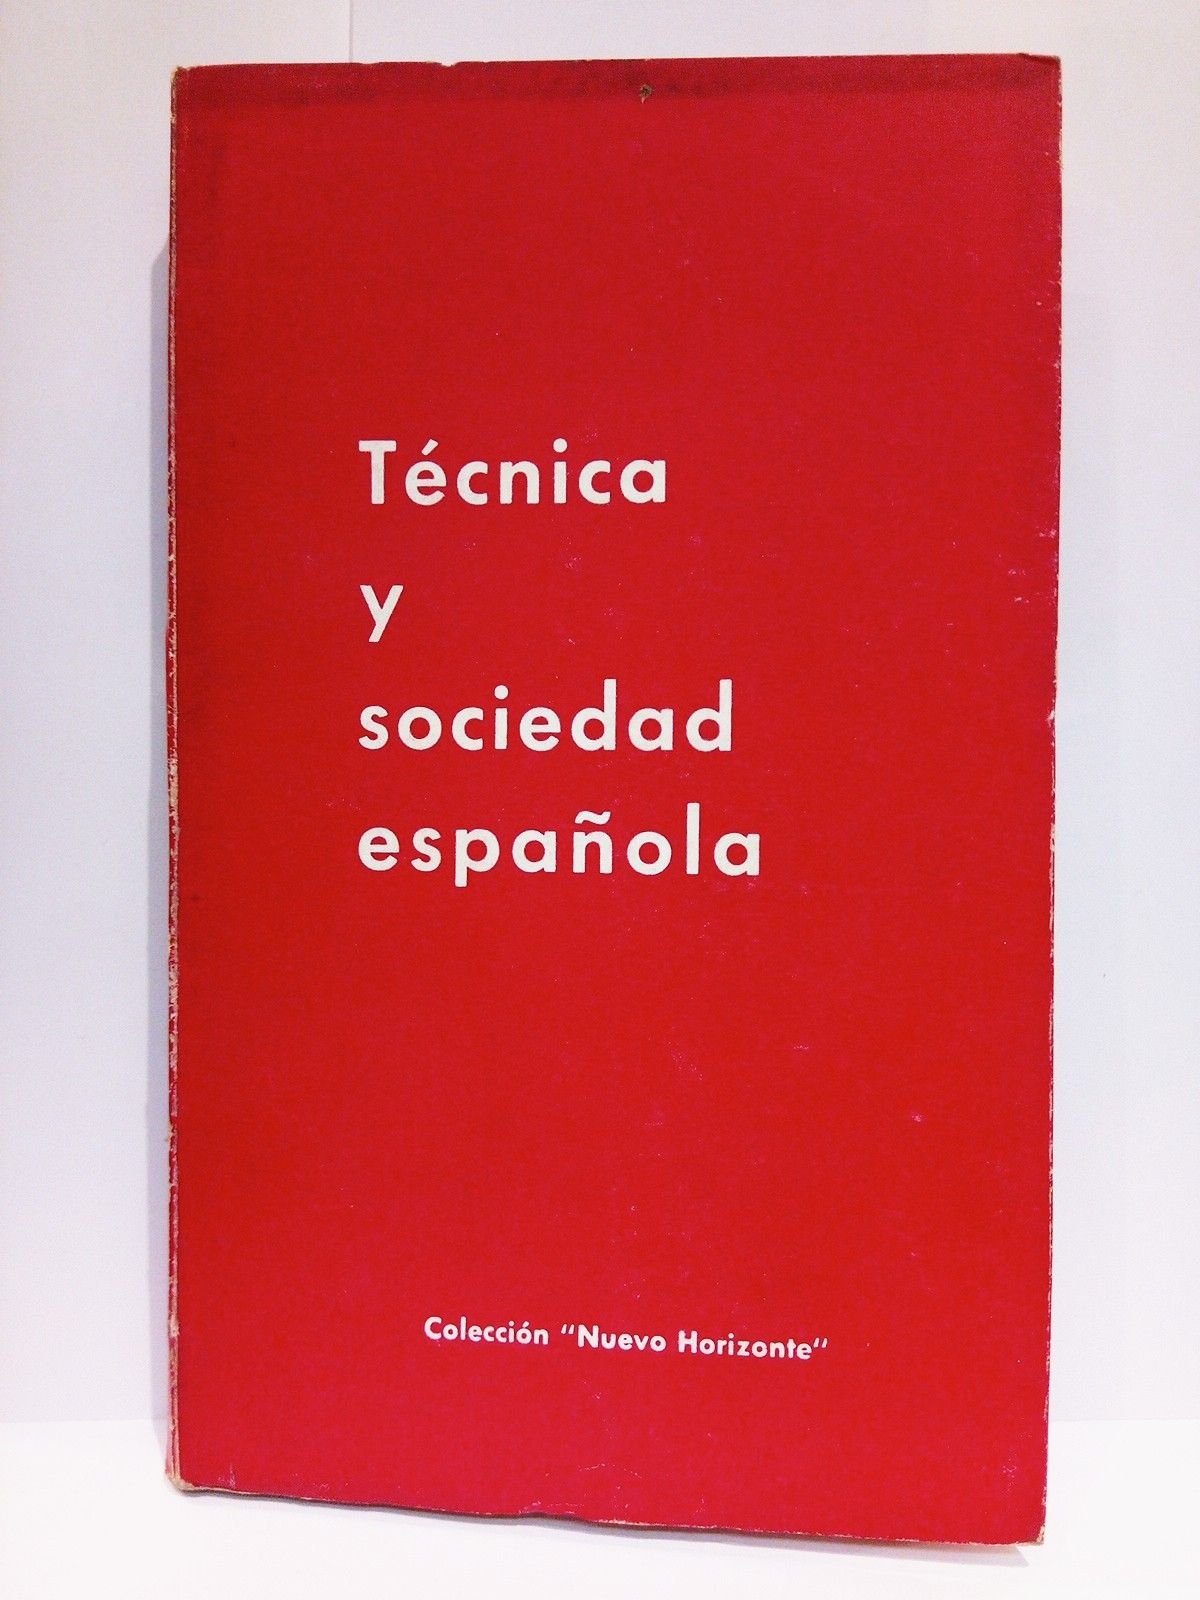 Técnica
y
sociedad
española
Colección "Nuevo Horizonte"